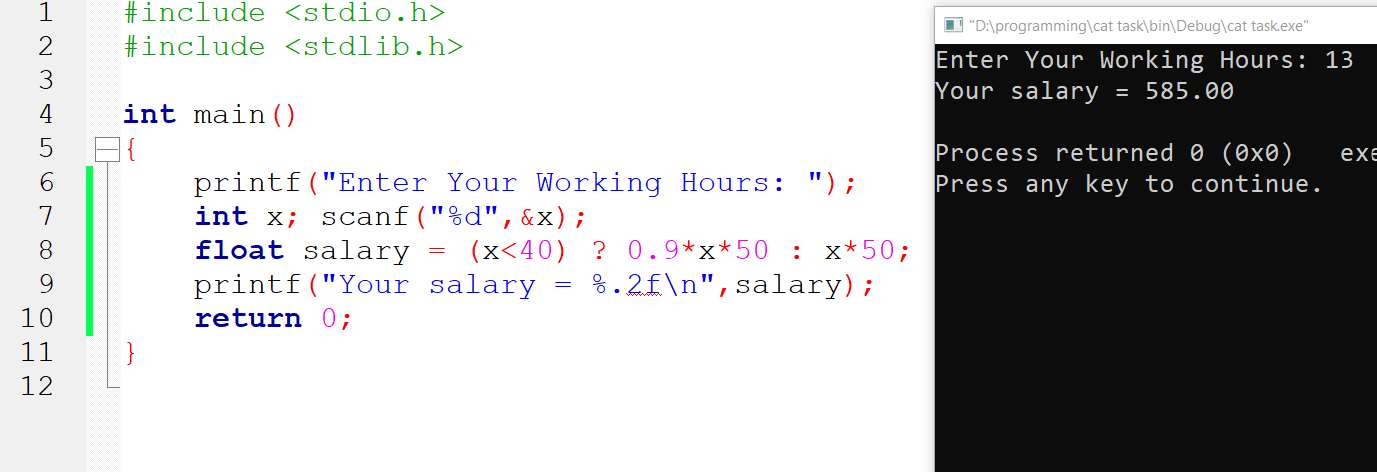 1 #include <stdio.h>
2 #include <stdlib.h>
3
4 int main()
5 {
6 printf("Enter Your Working Hours: ");
7 int x; scanf("%d",&x);
8 float salary = (x<40) ? 0.9*x*50 : x*50;
9 printf("Your salary = %.2f\n",salary);
10 return 0;
11 }
12
"D:\programming\cat task\bin\Debug\cat task.exe"
Enter Your Working Hours: 13
Your salary = 585.00
Process returned 0 (0x0) exe
Press any key to continue.